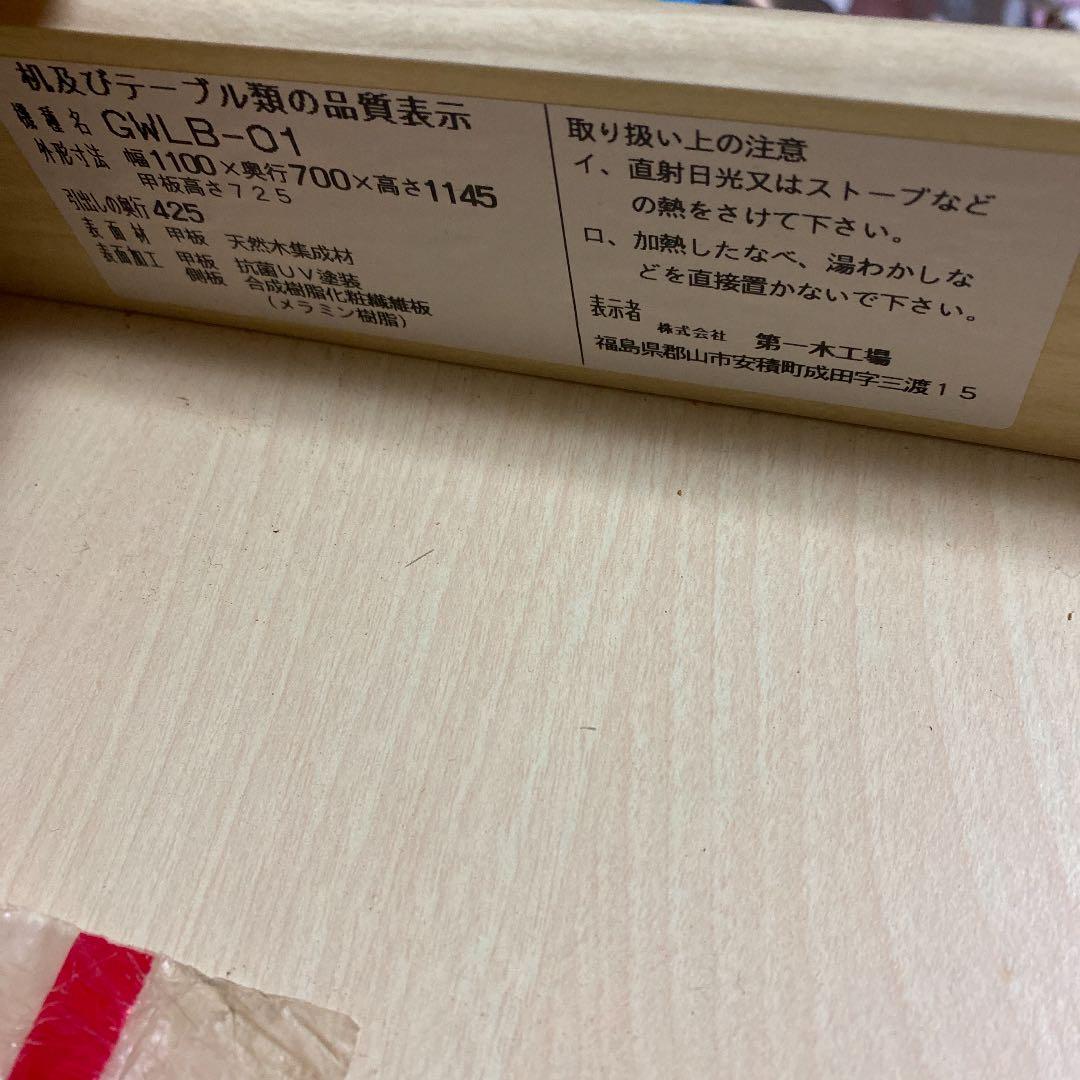 机及びテーブル類の品質表示
機種名 GWLB-01
外形寸法 幅1100×奥行700×高さ1145
甲板高さ725
引出しの奥行425
表面材 甲板 天然木集成材
表面加工 甲板 抗菌UV塗装
側板 合成樹脂化粧繊維板
(メラミン樹脂)
取り扱い上の注意
イ、直射日光又はストーブなど
の熱をさけて下さい。
ロ、加熱したなべ、湯わかしな
どを直接置かないで下さい。
表示者 株式会社 第一木工場
福島県郡山市安積町成田字三渡15